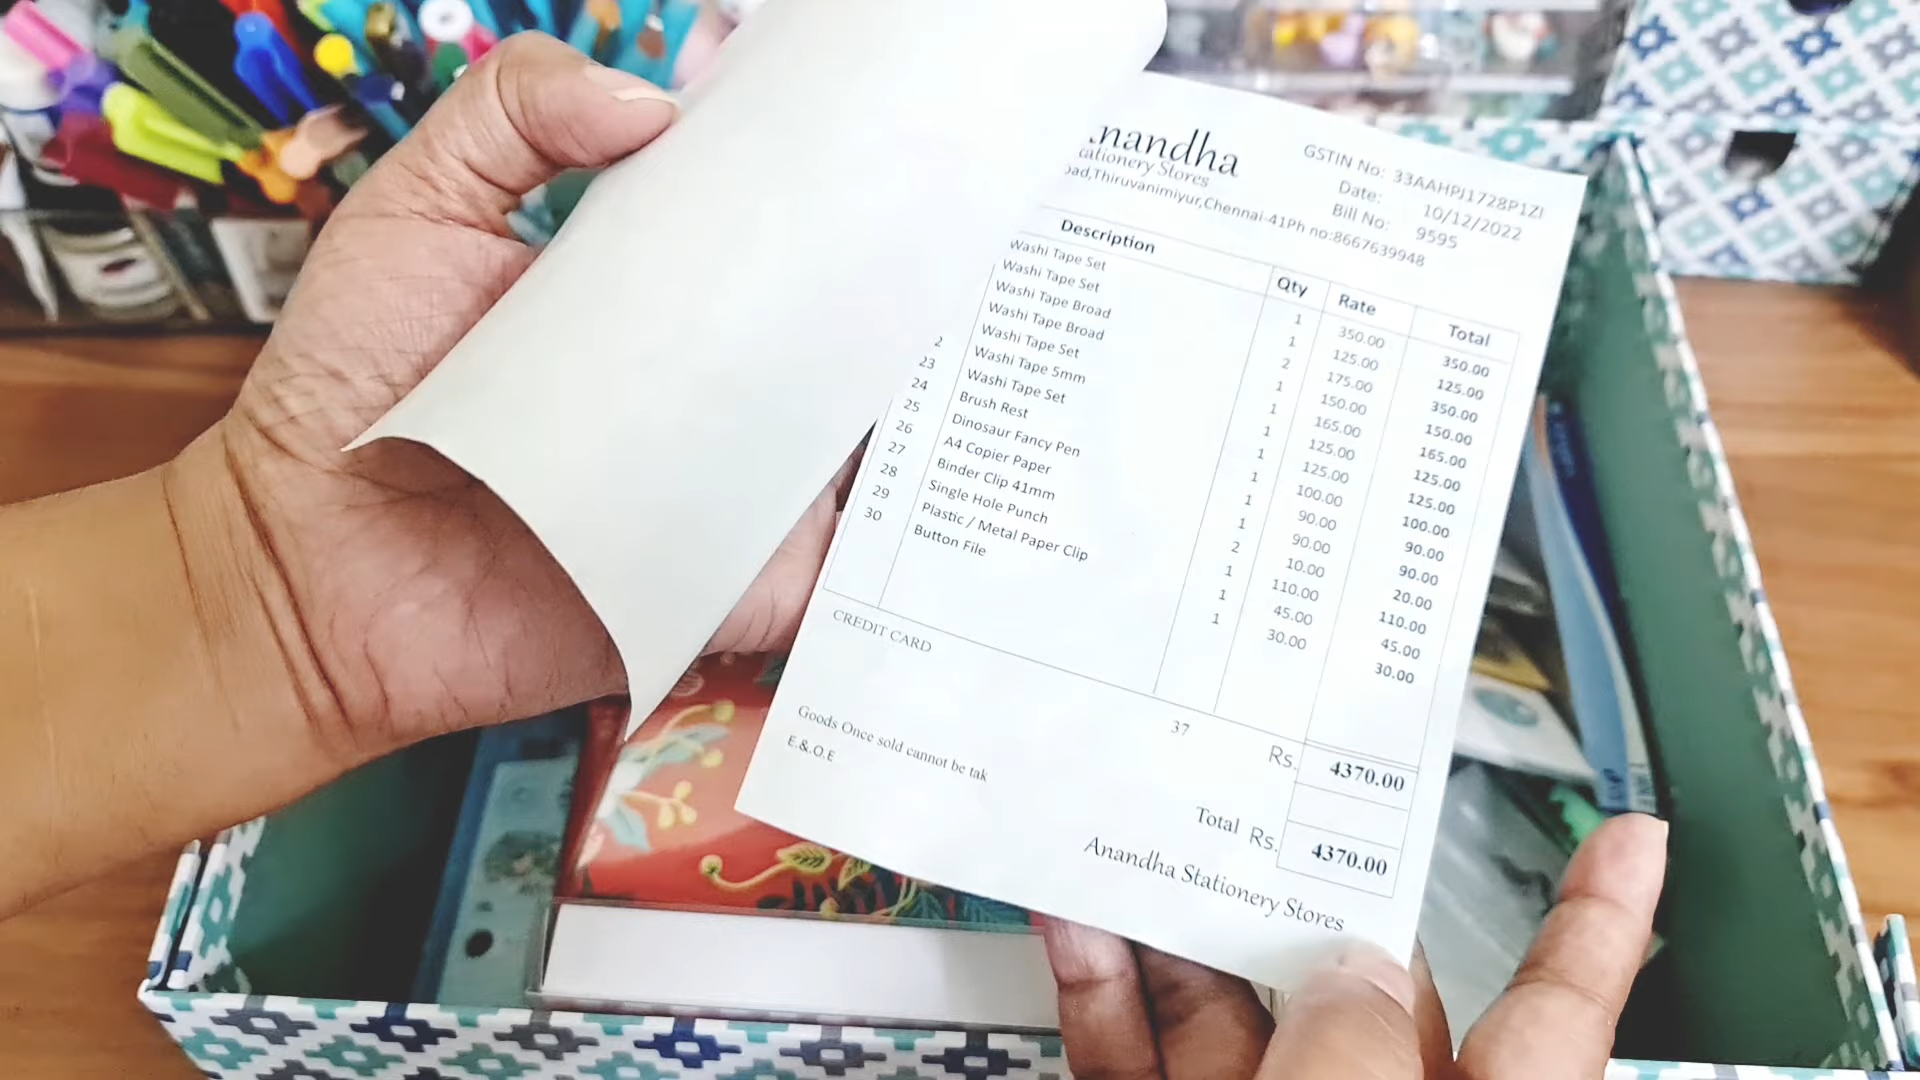 nandha
ationery Stores
oad,Thiruvanimiyur,Chennai-41Ph no:8667639948
GSTIN No: 33AAHPJ1728P1ZI
Date: 10/12/2022
Bill No: 9595
Description Qty Rate Total
Washi Tape Set 1 350.00 350.00
Washi Tape Set 1 125.00 125.00
Washi Tape Broad 2 175.00 350.00
Washi Tape Broad 1 150.00 150.00
Washi Tape Set 1 165.00 165.00
2 Washi Tape 5mm 1 125.00 125.00
23 Washi Tape Set 1 125.00 125.00
24 Brush Rest 1 100.00 100.00
25 Dinosaur Fancy Pen 1 90.00 90.00
26 A4 Copier Paper 1 90.00 90.00
27 Binder Clip 41mm 2 10.00 20.00
28 Single Hole Punch 1 110.00 110.00
29 Plastic / Metal Paper Clip 1 45.00 45.00
30 Button File 1 30.00 30.00
CREDIT CARD
37 Rs. 4370.00
Goods Once sold cannot be tak
E.&.O.E
Total Rs. 4370.00
Anandha Stationery Stores